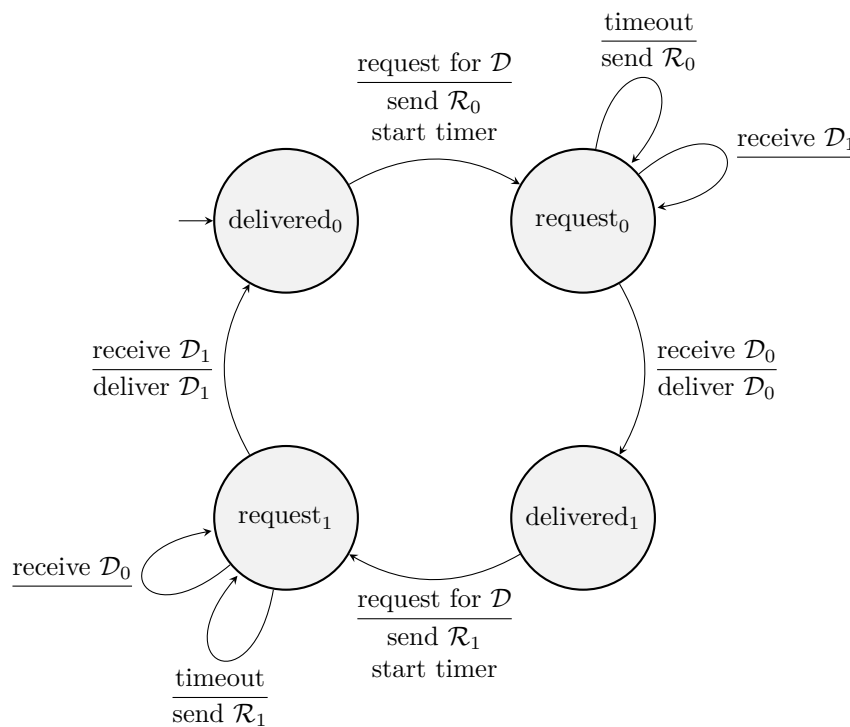 timeout
send 𝓡₀
request for 𝓓
send 𝓡₀
start timer
receive 𝓓₁
delivered₀
request₀
receive 𝓓₁
deliver 𝓓₁
receive 𝓓₀
deliver 𝓓₀
request₁
delivered₁
receive 𝓓₀
request for 𝓓
send 𝓡₁
start timer
timeout
send 𝓡₁